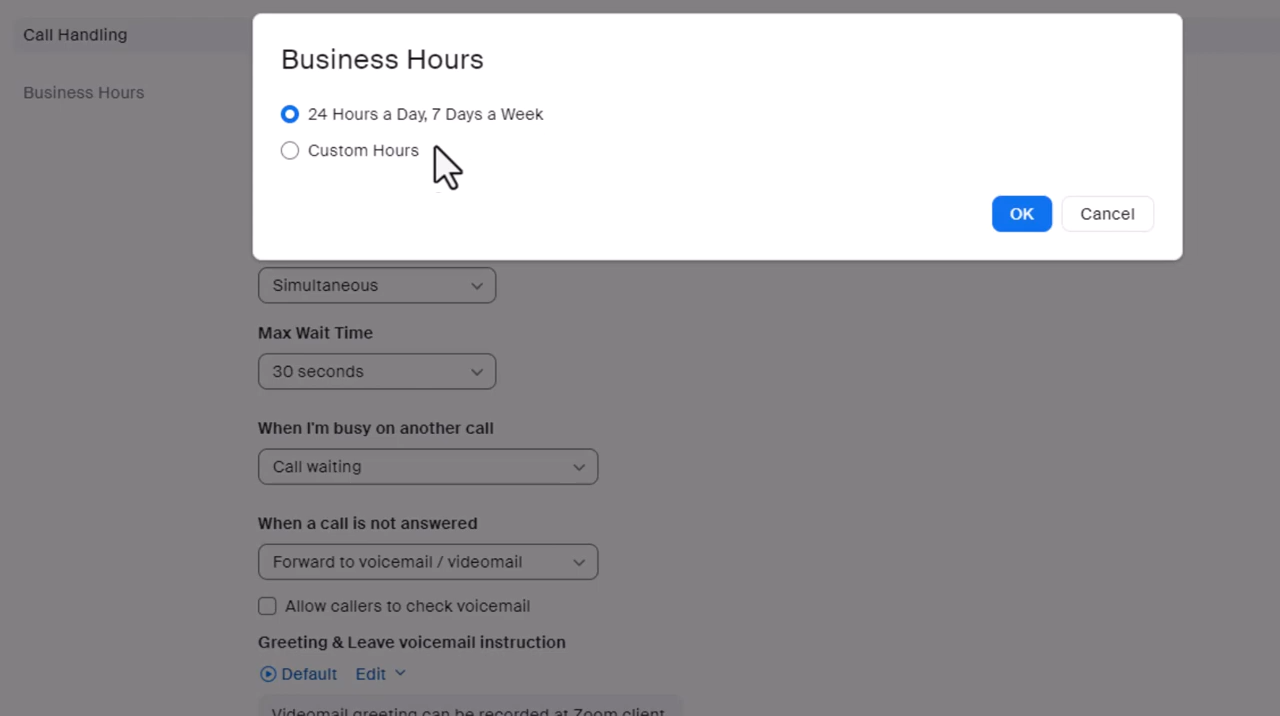 Call Handling
Business Hours
Business Hours
24 Hours a Day, 7 Days a Week
Custom Hours
OK
Cancel
Simultaneous
Max Wait Time
30 seconds
When I'm busy on another call
Call waiting
When a call is not answered
Forward to voicemail / videomail
Allow callers to check voicemail
Greeting & Leave voicemail instruction
Default Edit
Videomail greeting can be recorded at Zoom client